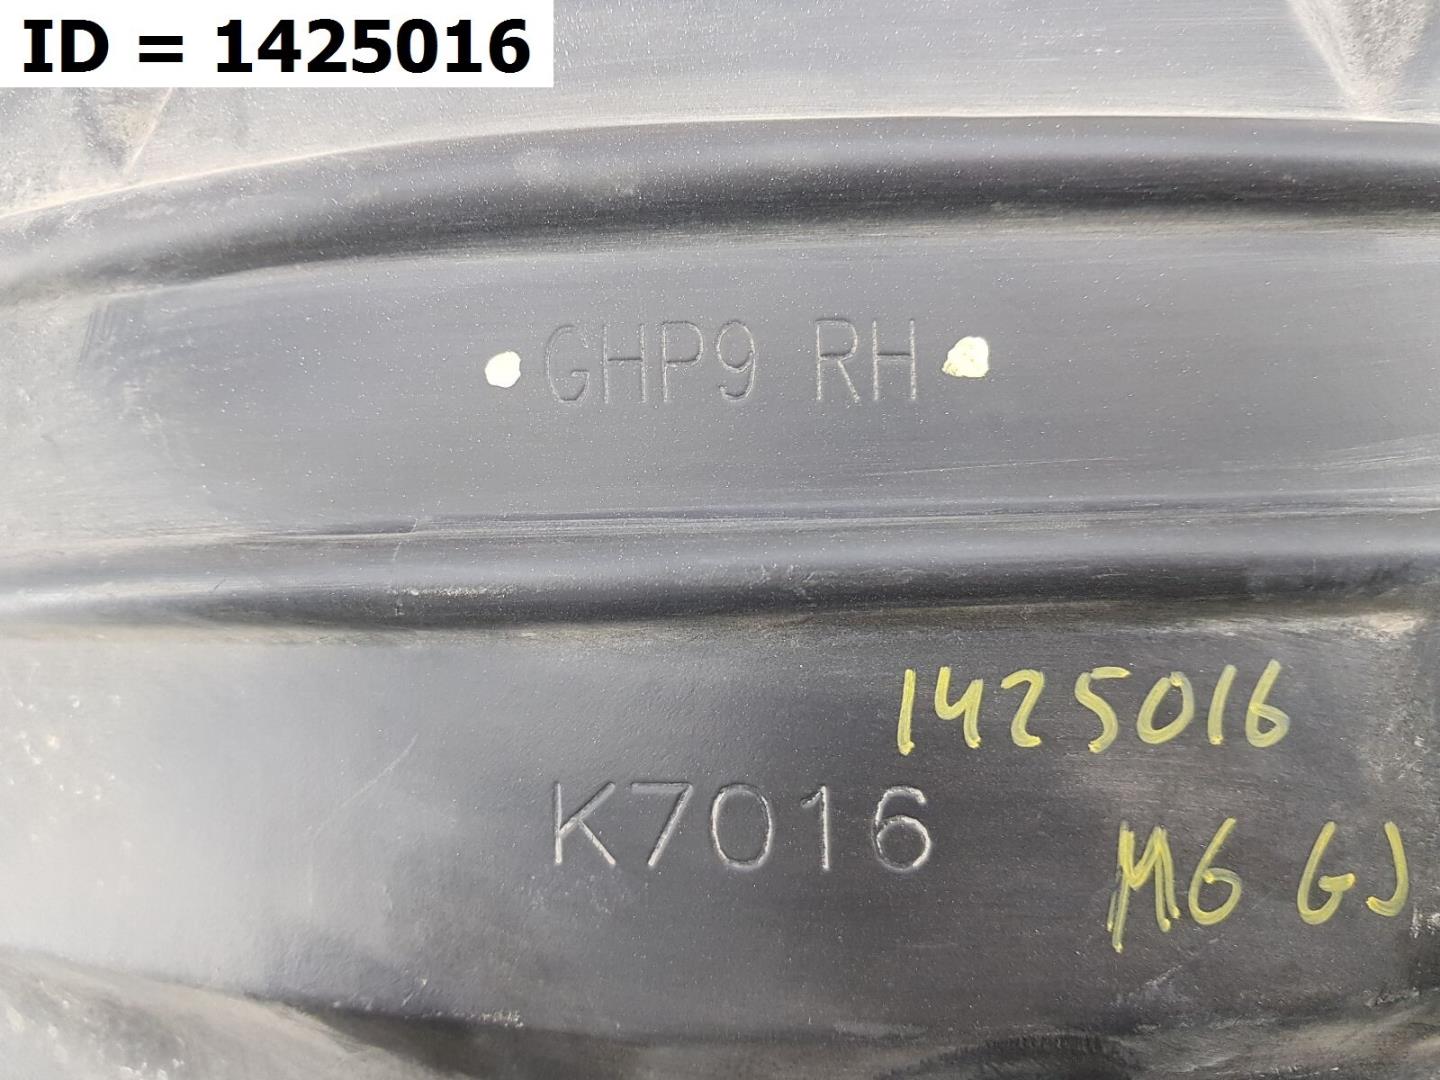 ID = 1425016
GHP9 RH
1425016
K7016
M6 GJ